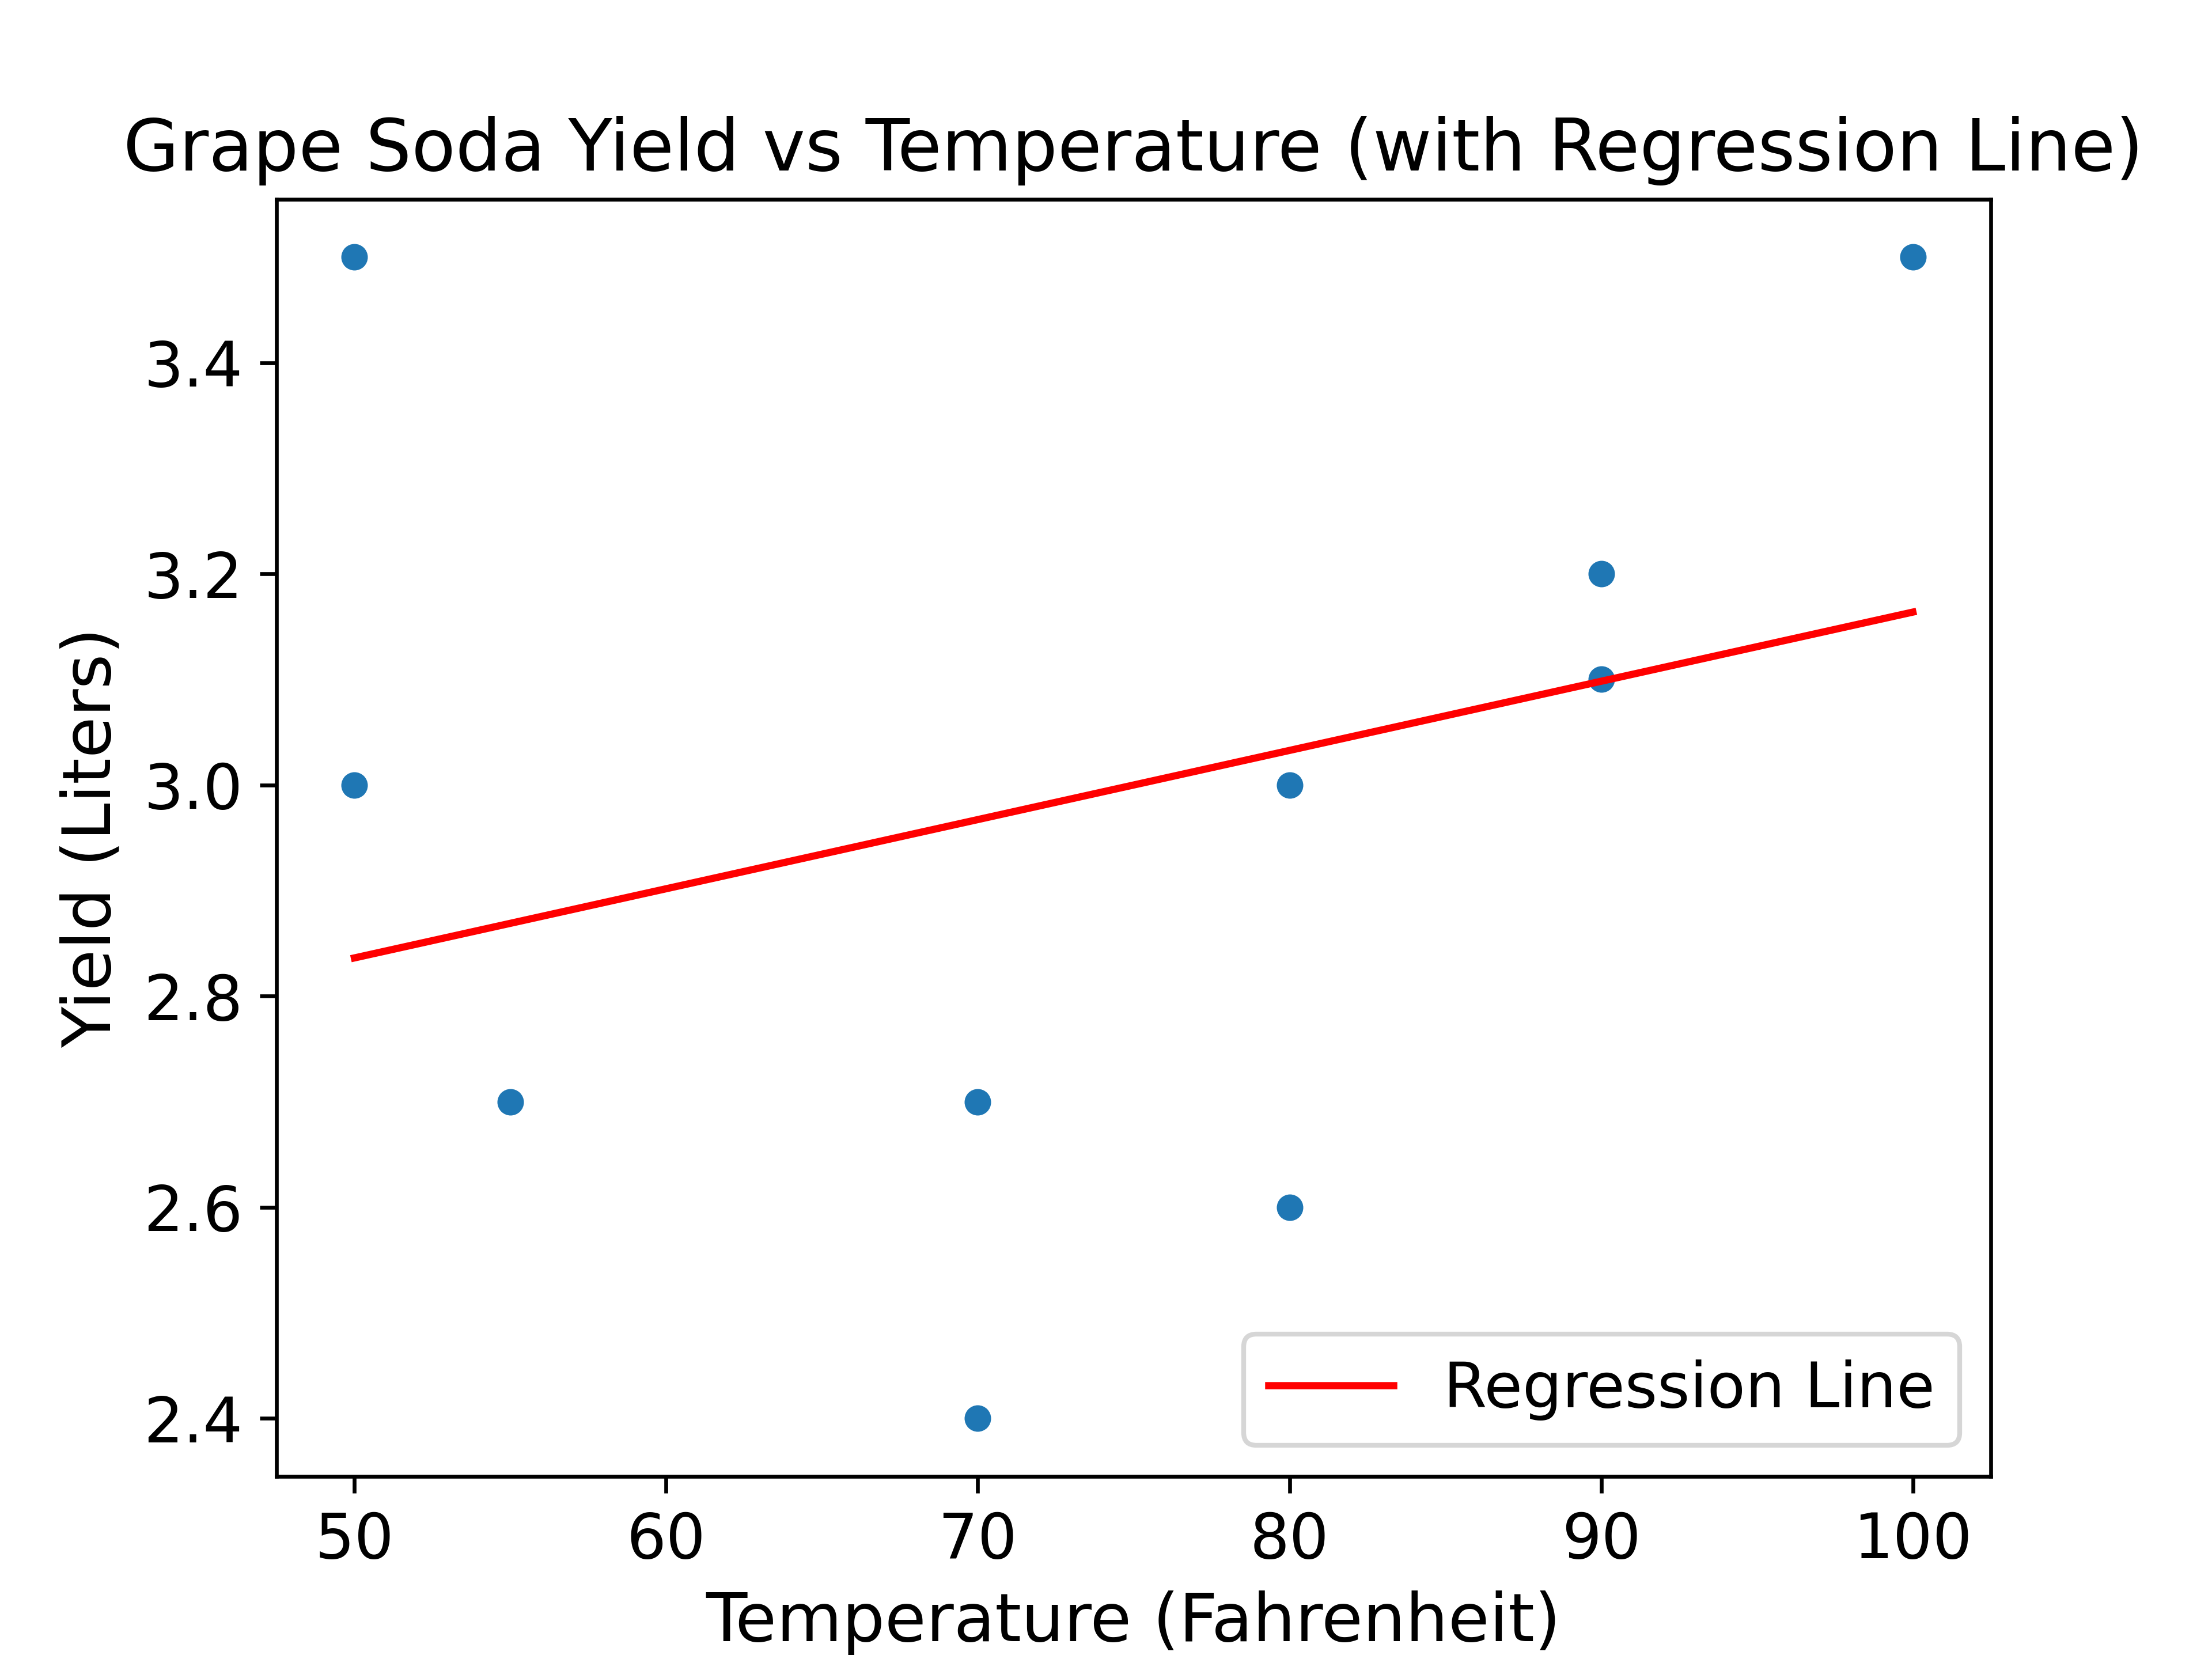 Grape Soda Yield vs Temperature (with Regression Line)
Yield (Liters)
3.4
3.2
3.0
2.8
2.6
2.4
Regression Line
50 60 70 80 90 100
Temperature (Fahrenheit)